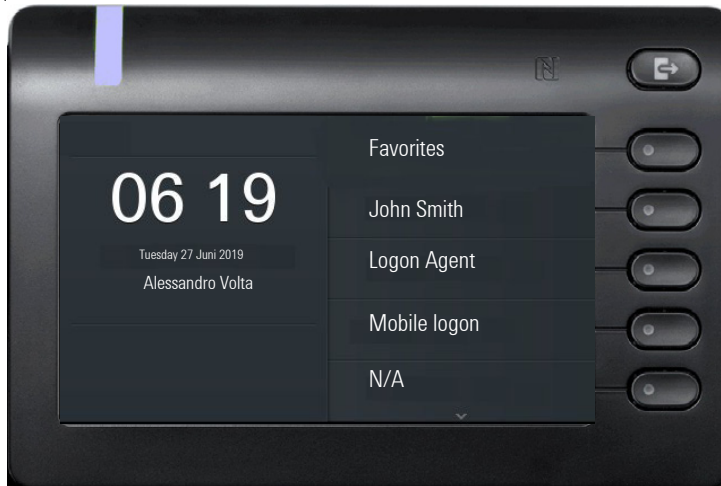 06 19
Tuesday 27 Juni 2019
Alessandro Volta
Favorites
John Smith
Logon Agent
Mobile logon
N/A